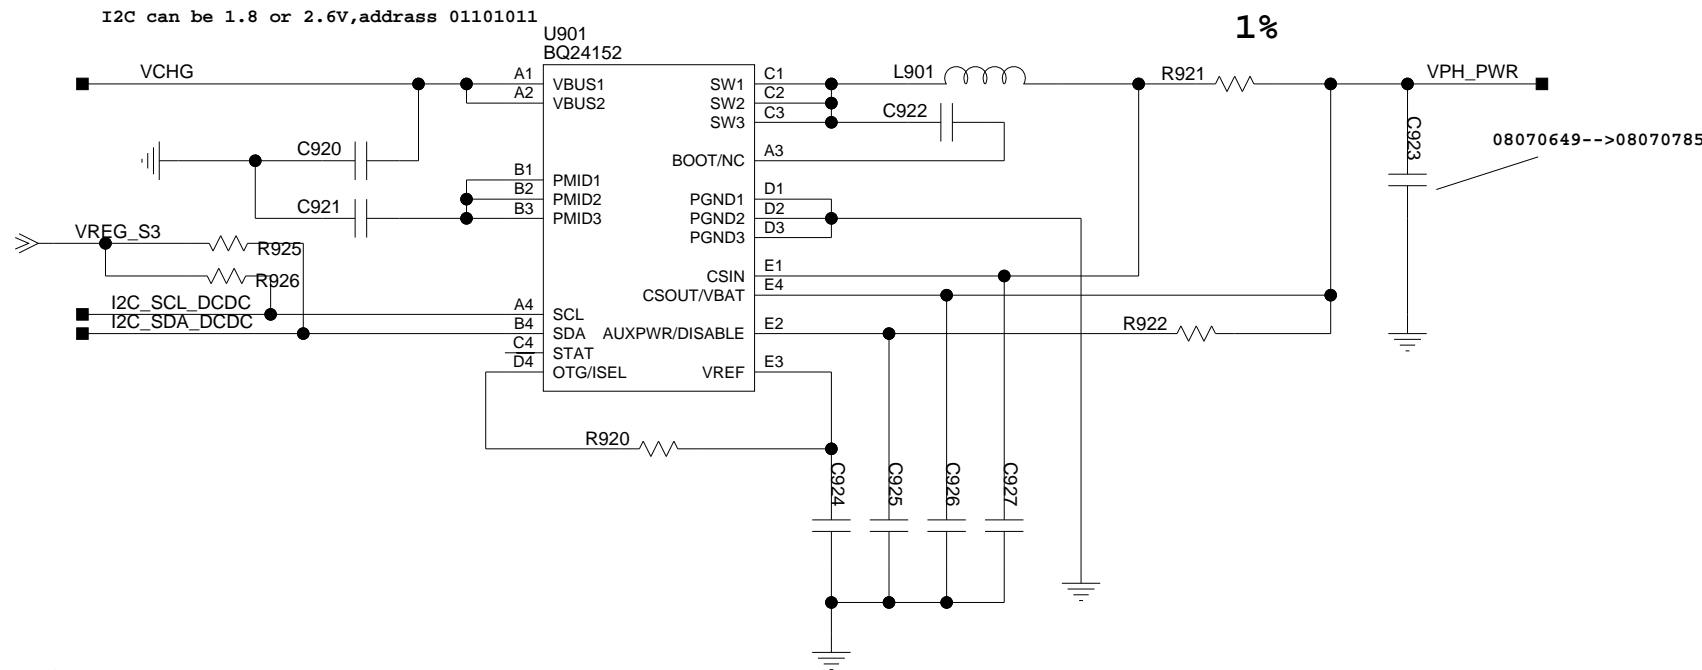 I2C can be 1.8 or 2.6V,addrass 01101011
1%
U901
BQ24152
VCHG
A1
VBUS1
A2
VBUS2
SW1
C1
SW2
C2
SW3
C3
L901
R921
VPH_PWR
C922
C923
08070649-->08070785
C920
BOOT/NC
A3
B1
PMID1
B2
PMID2
B3
PMID3
C921
PGND1
D1
PGND2
D2
PGND3
D3
VREG_S3
R925
R926
CSIN
E1
CSOUT/VBAT
E4
I2C_SCL_DCDC
A4
SCL
I2C_SDA_DCDC
B4
SDA
AUXPWR/DISABLE
E2
R922
C4
STAT
D4
OTG/ISEL
VREF
E3
R920
C924
C925
C926
C927